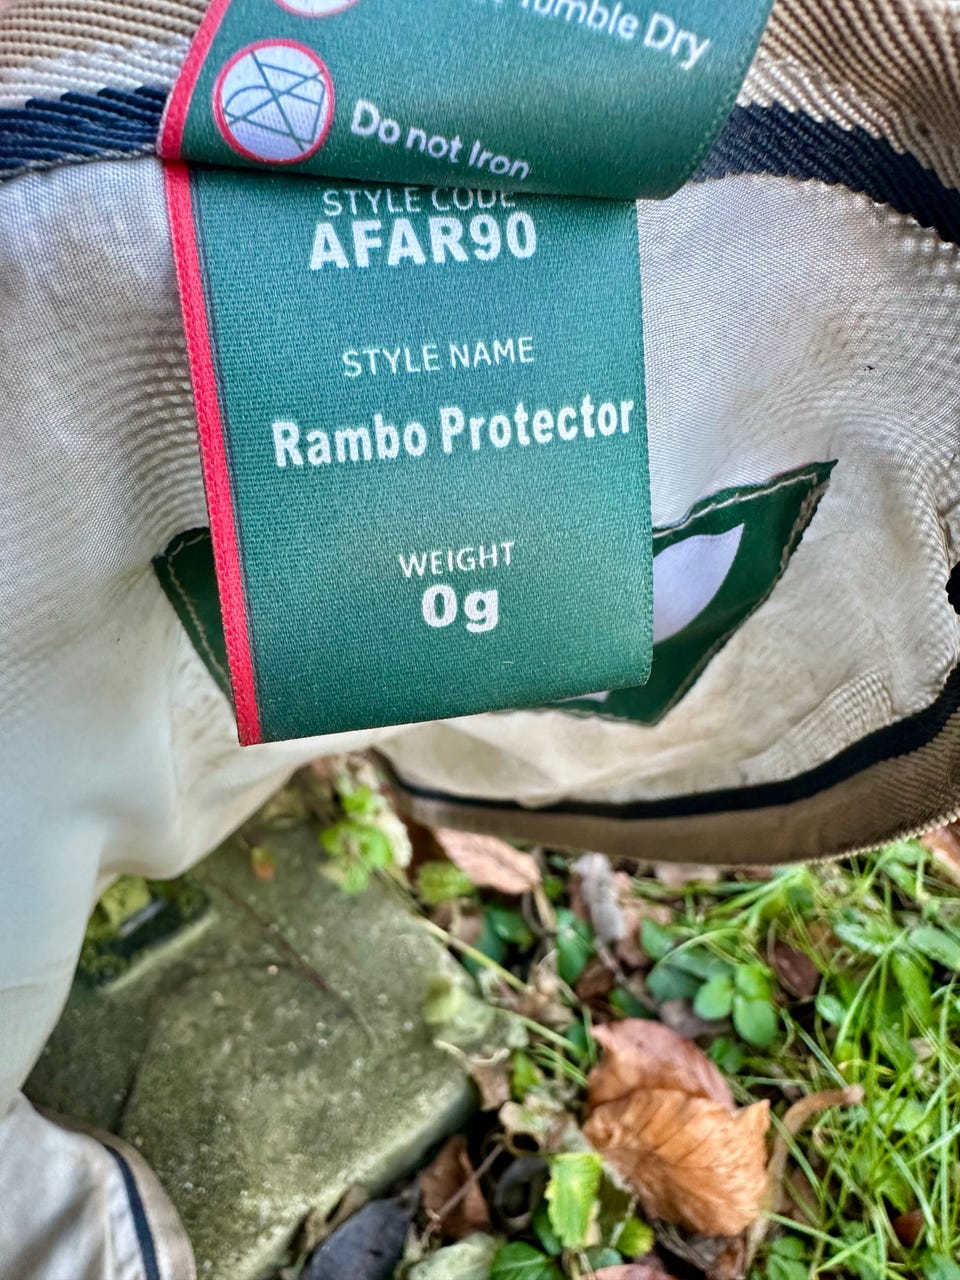 Tumble Dry
Do not Iron
STYLE CODE
AFAR90
STYLE NAME
Rambo Protector
WEIGHT
0g